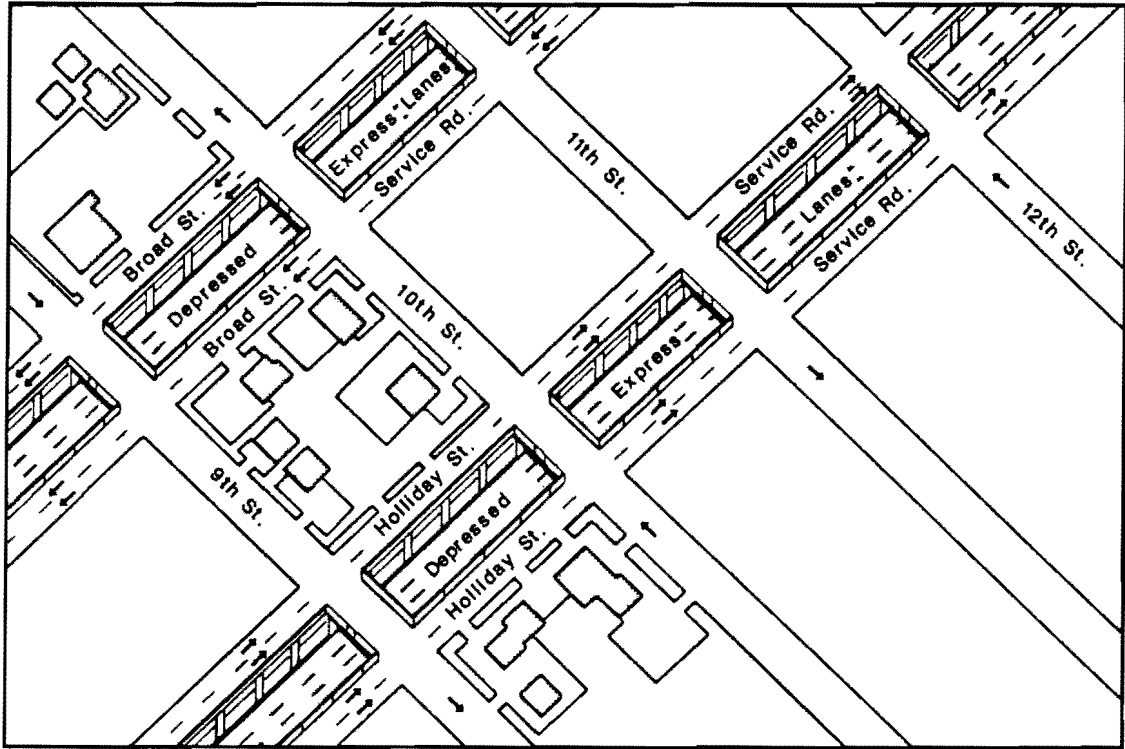 Express Lanes
Service Rd.
11th St.
Service Rd.
Lanes
Service Rd.
12th St.
Broad St.
Depressed
Broad St.
10th St.
Express
9th St.
Holliday St.
Depressed
Holliday St.